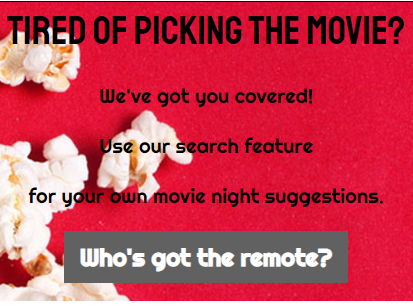 TIRED OF PICKING THE MOVIE?
We've got you covered!
Use our search feature
for your own movie night suggestions.
Who's got the remote?